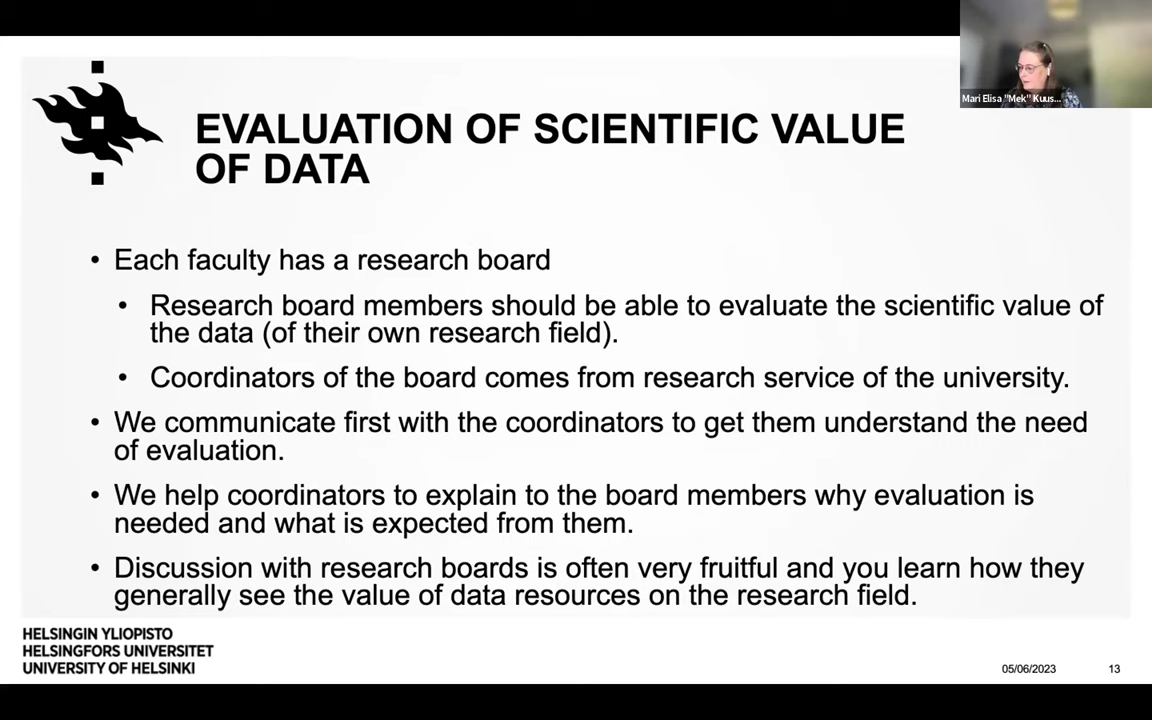 Mari Elisa "Mek" Kuus...
EVALUATION OF SCIENTIFIC VALUE
OF DATA
• Each faculty has a research board
• Research board members should be able to evaluate the scientific value of
the data (of their own research field).
• Coordinators of the board comes from research service of the university.
• We communicate first with the coordinators to get them understand the need
of evaluation.
• We help coordinators to explain to the board members why evaluation is
needed and what is expected from them.
• Discussion with research boards is often very fruitful and you learn how they
generally see the value of data resources on the research field.
HELSINGIN YLIOPISTO
HELSINGFORS UNIVERSITET
UNIVERSITY OF HELSINKI
05/06/2023
13